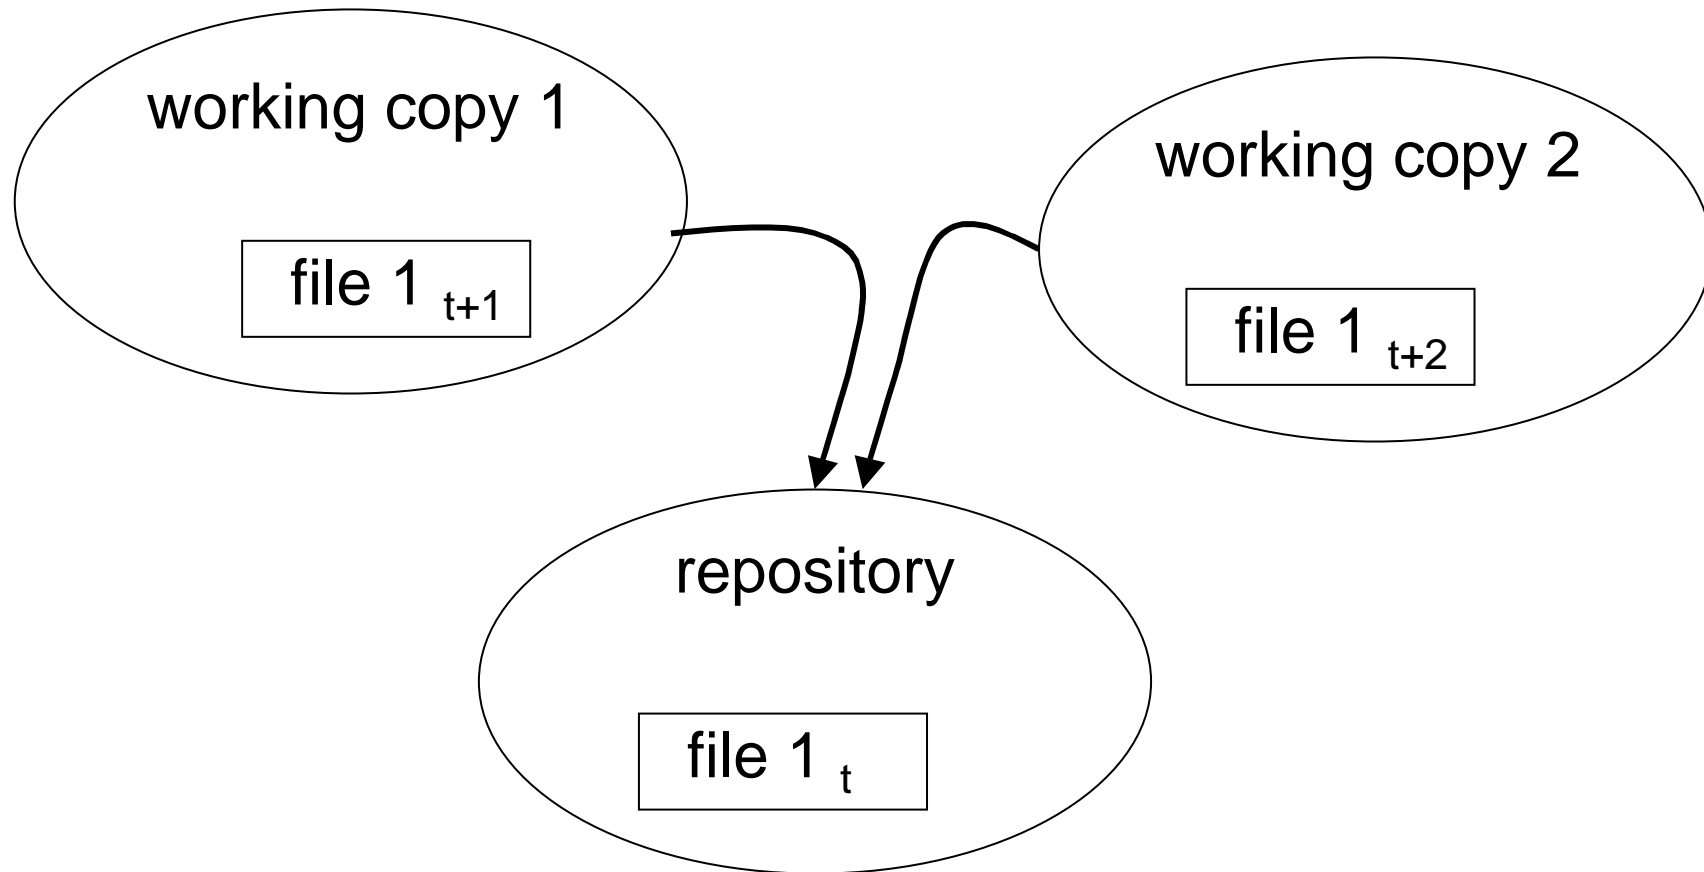 working copy 1
file 1 t+1
working copy 2
file 1 t+2
repository
file 1 t